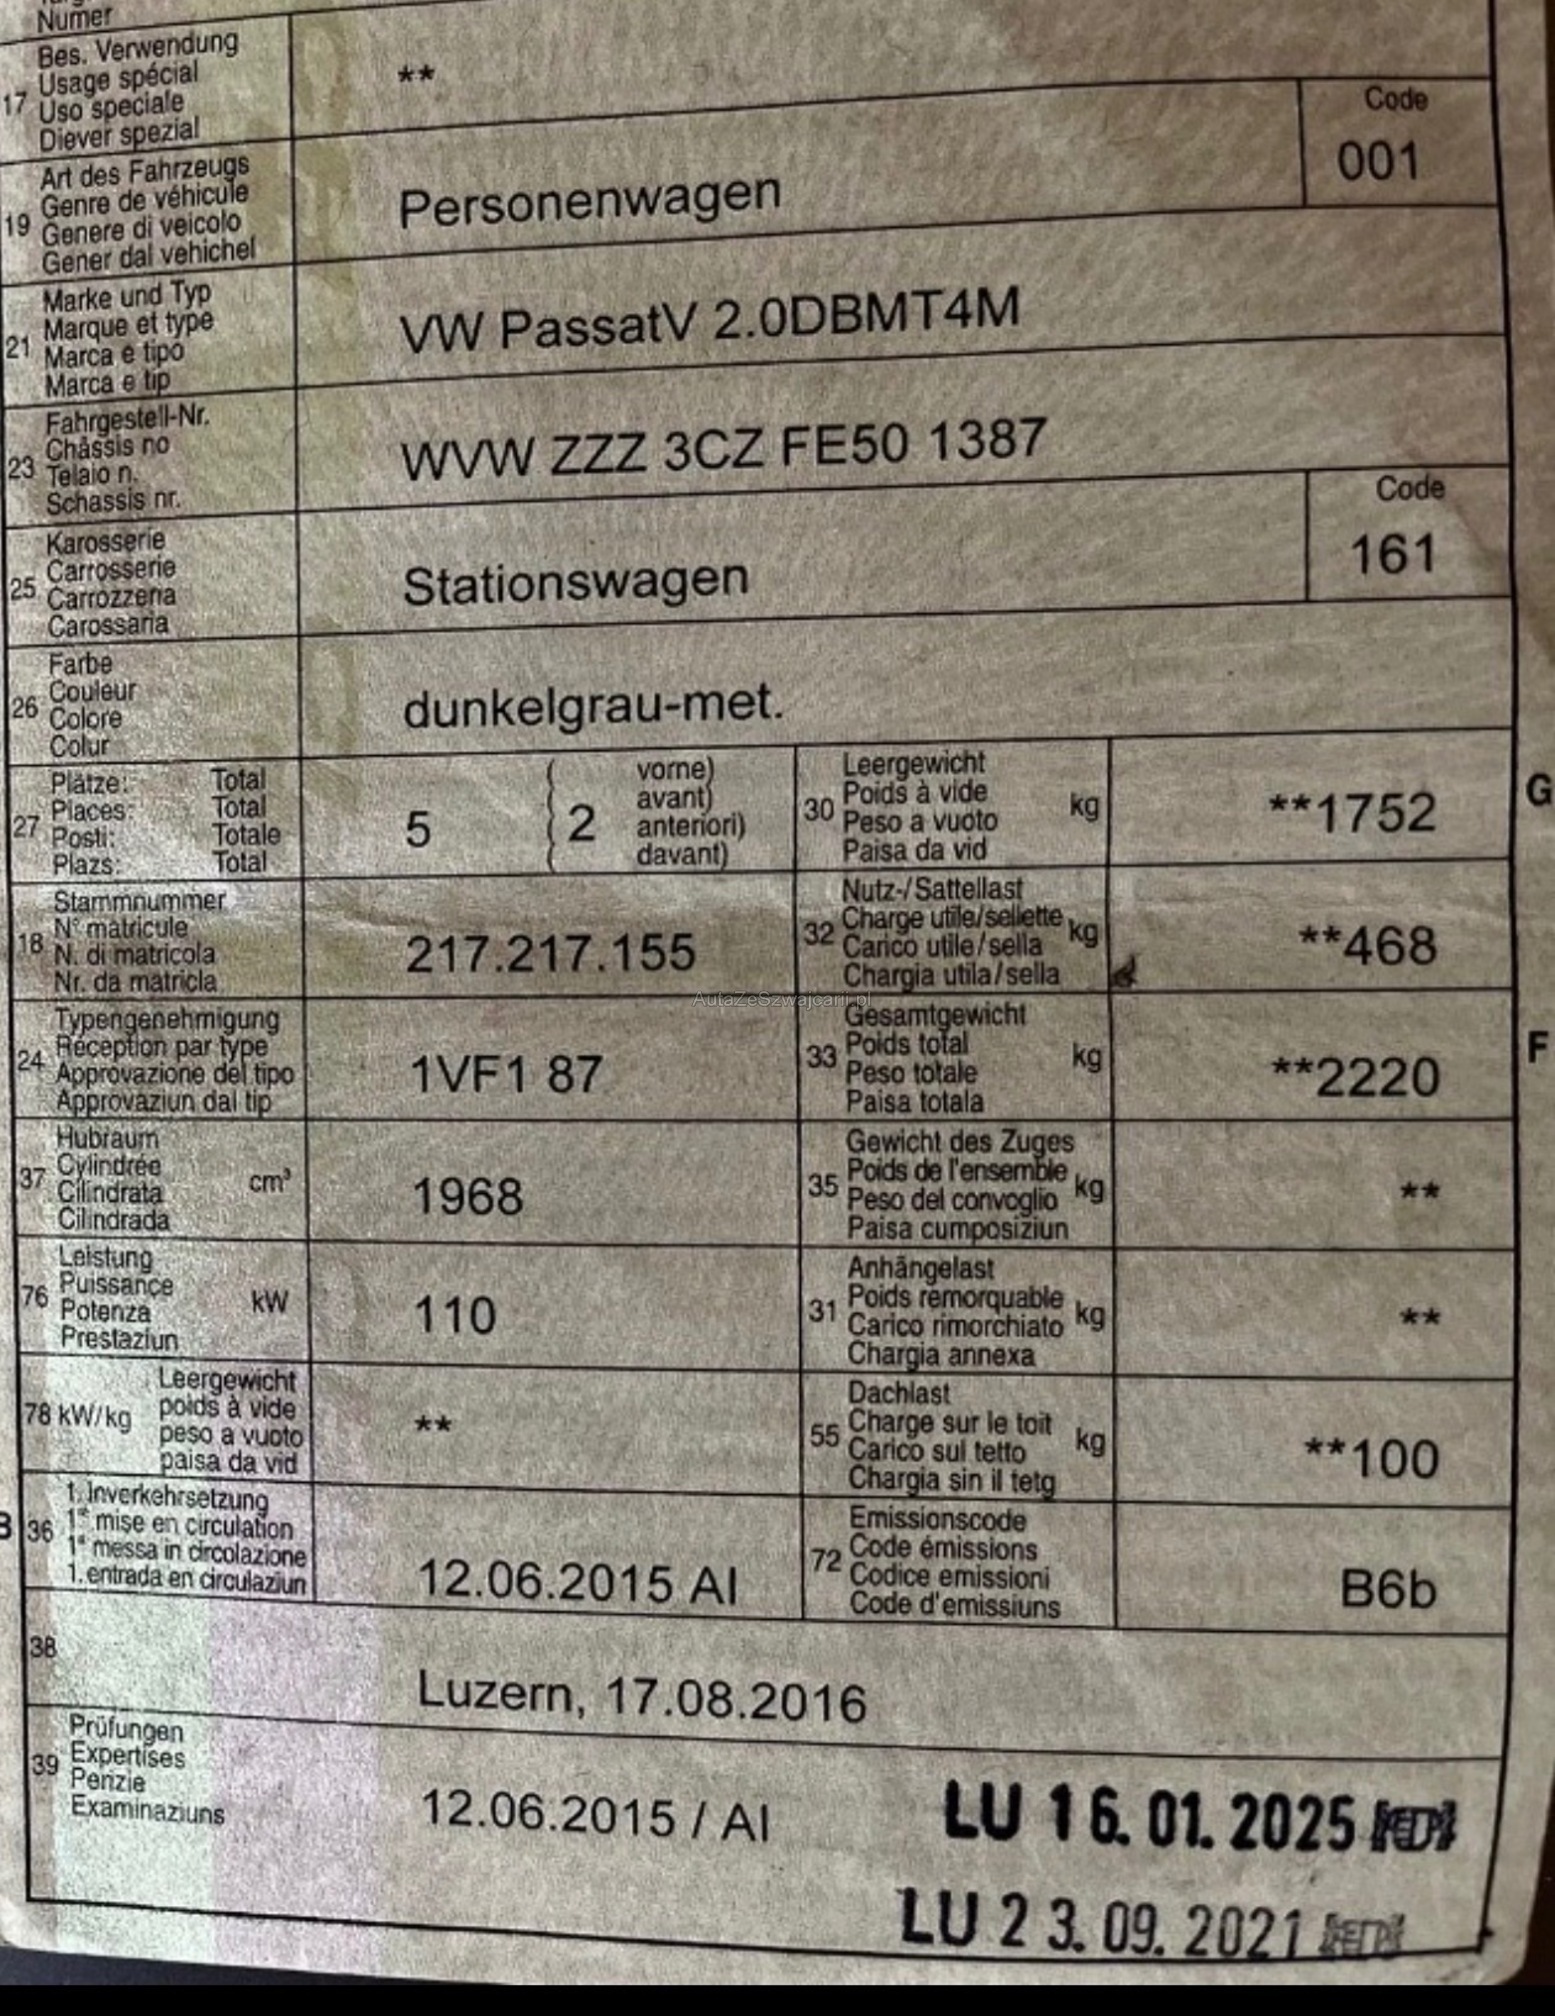 Numer
17 Bes. Verwendung
Usage spécial
Uso speciale
Diever spezial
**
19 Art des Fahrzeugs
Genre de véhicule
Genere di veicolo
Gener dal vehichel
Personenwagen
Code
001
21 Marke und Typ
Marque et type
Marca e tipo
Marca e tip
VW PassatV 2.0DBMT4M
23 Fahrgestell-Nr.
Châssis no
Telaio n.
Schassis nr.
WVW ZZZ 3CZ FE50 1387
25 Karosserie
Carrosserie
Carrozzeria
Carossaria
Stationswagen
Code
161
26 Farbe
Couleur
Colore
Colur
dunkelgrau-met.
27 Plätze: Total
Places: Total
Posti: Totale
Plazs: Total
5 ( 2 vorne)
avant)
anteriori)
davant)
30 Leergewicht
Poids à vide
Peso a vuoto
Paisa da vid
kg
**1752
G
18 Stammnummer
N° matricule
N. di matricola
Nr. da matricla
217.217.155
32 Nutz-/Sattellast
Charge utile/sellette
Carico utile/sella
Chargia utila/sella
kg
**468
AutaZeSzwajcarii.pl
24 Typengenehmigung
Réception par type
Approvazione del tipo
Approvaziun dal tip
1VF1 87
33 Gesamtgewicht
Poids total
Peso totale
Paisa totala
kg
**2220
F
37 Hubraum
Cylindrée
Cilindrata
Cilindrada
cm³
1968
35 Gewicht des Zuges
Poids de l'ensemble
Peso del convoglio
Paisa cumposiziun
kg
**
76 Leistung
Puissance
Potenza
Prestaziun
kW
110
31 Anhängelast
Poids remorquable
Carico rimorchiato
Chargia annexa
kg
**
78 kW/kg
Leergewicht
poids à vide
peso a vuoto
paisa da vid
**
55 Dachlast
Charge sur le toit
Carico sul tetto
Chargia sin il tetg
kg
**100
B
36 1. Inverkehrsetzung
1re mise en circulation
1a messa in circolazione
1. entrada en circulaziun
12.06.2015 AI
72 Emissionscode
Code émissions
Codice emissioni
Code d'emissiuns
B6b
38
Luzern, 17.08.2016
39 Prüfungen
Expertises
Perizie
Examinaziuns
12.06.2015 / AI
LU 16.01.2025
LU 23.09.2021